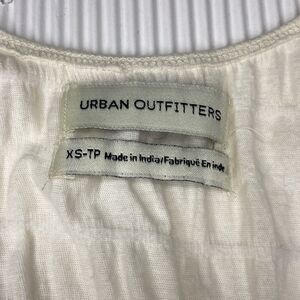 URBAN OUTFITTERS
XS-TP Made in India/Fabriqué En Inde